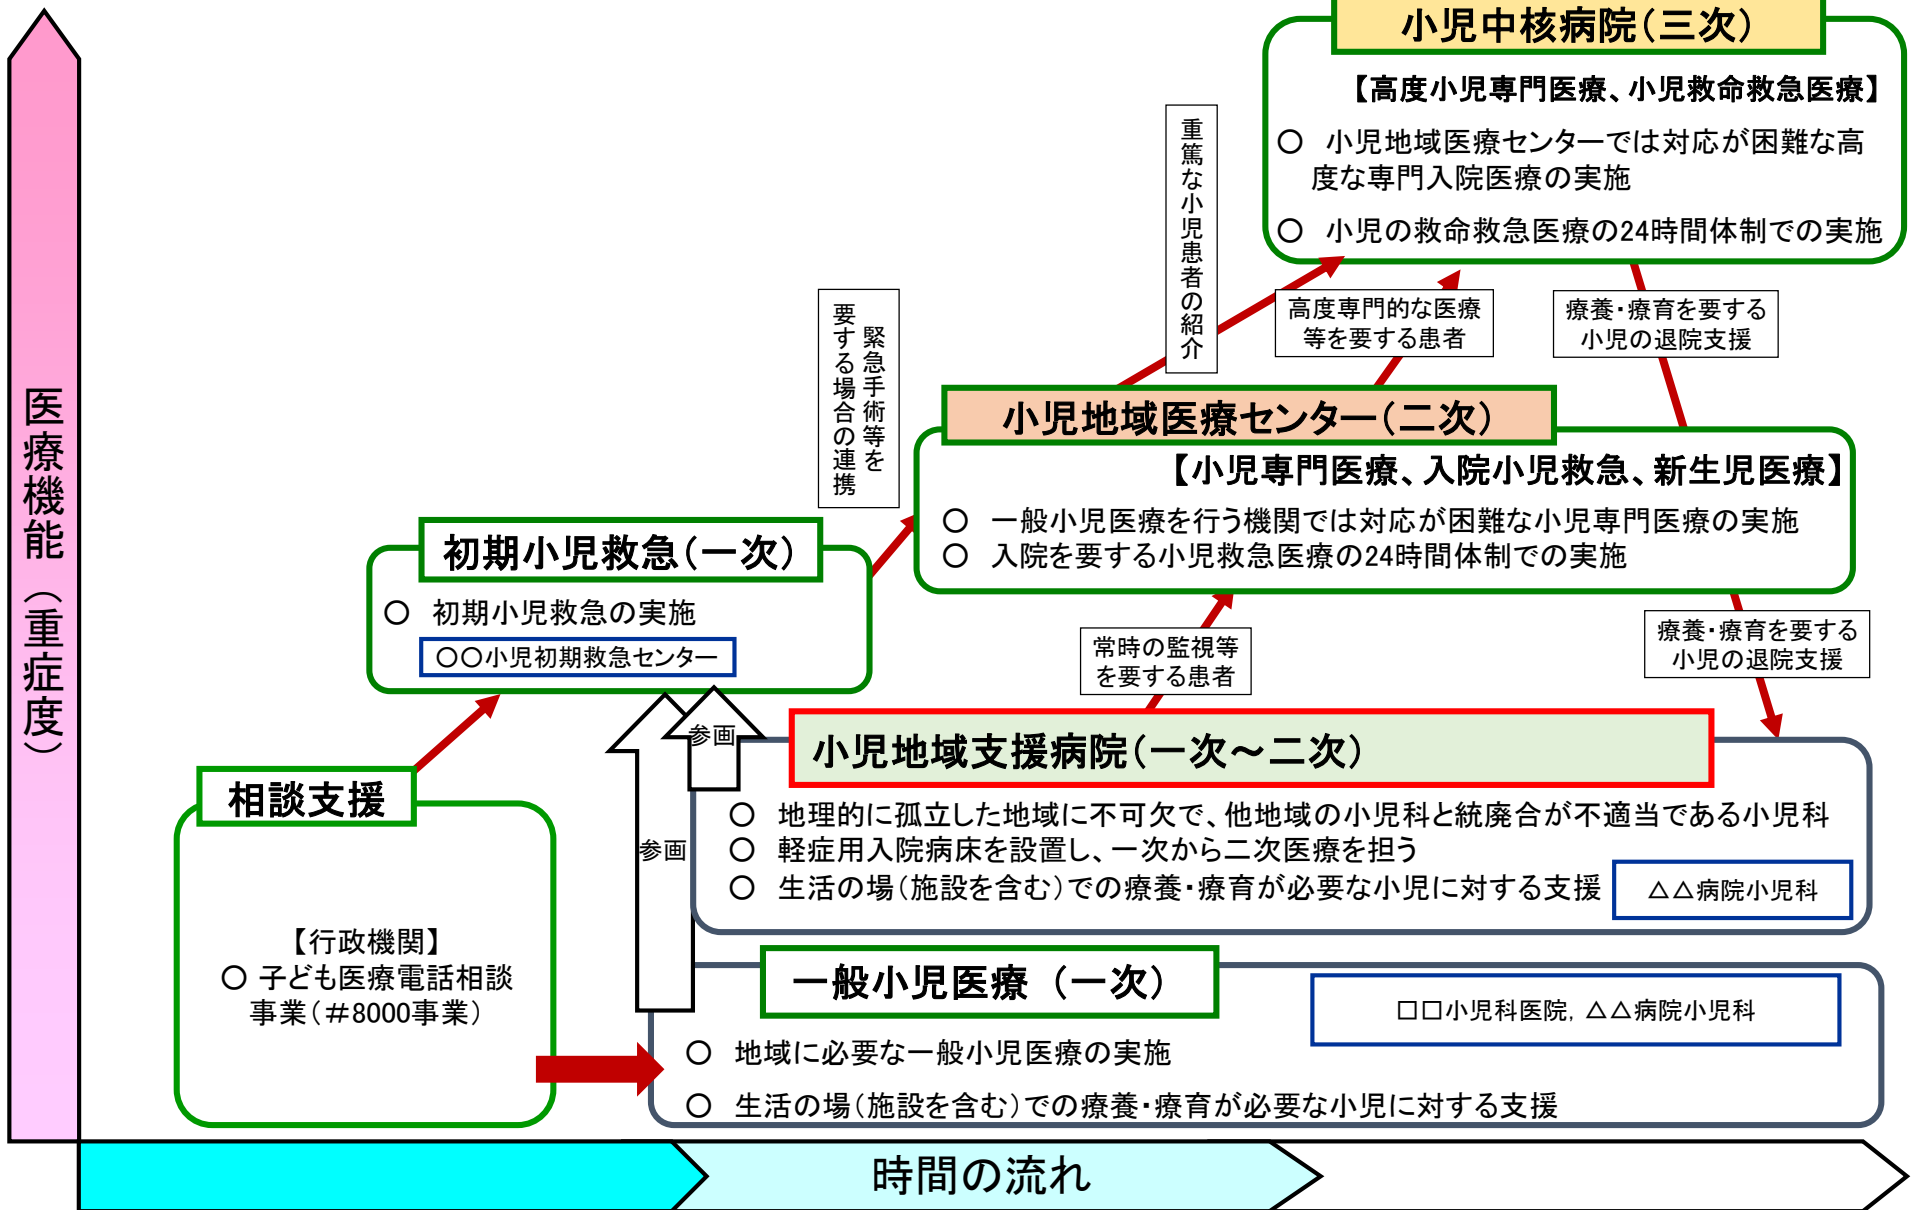 小児中核病院（三次）
【高度小児専門医療、小児救命救急医療】
○　小児地域医療センターでは対応が困難な高
度な専門入院医療の実施
○　小児の救命救急医療の24時間体制での実施
重篤な小児患者の紹介
高度専門的な医療
等を要する患者
療養・療育を要する
小児の退院支援
緊急手術等を
要する場合の連携
小児地域医療センター（二次）
【小児専門医療、入院小児救急、新生児医療】
○　一般小児医療を行う機関では対応が困難な小児専門医療の実施
○　入院を要する小児救急医療の24時間体制での実施
初期小児救急（一次）
○　初期小児救急の実施
○○小児初期救急センター
常時の監視等
を要する患者
療養・療育を要する
小児の退院支援
医療機能（重症度）
参画
参画
小児地域支援病院（一次～二次）
○　地理的に孤立した地域に不可欠で、他地域の小児科と統廃合が不適当である小児科
○　軽症用入院病床を設置し、一次から二次医療を担う
○　生活の場（施設を含む）での療養・療育が必要な小児に対する支援
△△病院小児科
相談支援
【行政機関】
○ 子ども医療電話相談
事業（＃8000事業）
一般小児医療 （一次）
□□小児科医院, △△病院小児科
○　地域に必要な一般小児医療の実施
○　生活の場（施設を含む）での療養・療育が必要な小児に対する支援
時間の流れ